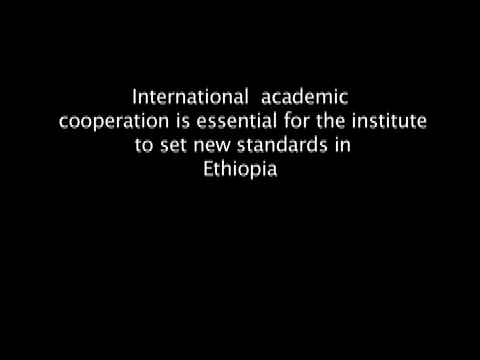 International  academic
cooperation is essential for the institute
to set new standards in
Ethiopia